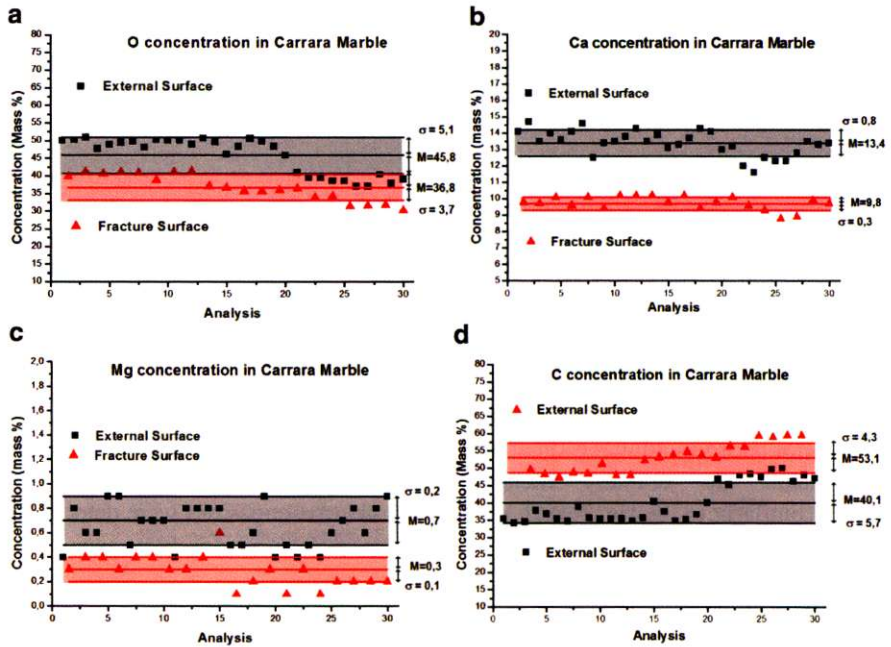 a
O concentration in Carrara Marble
Concentration (Mass %)
80
75
70
65
60
55
50
45
40
35
30
25
20
15
10
External Surface
Fracture Surface
σ = 5,1
M=45,8
M=36,8
σ = 3,7
0 5 10 15 20 25 30
Analysis
b
Ca concentration in Carrara Marble
Concentration (mass %)
20
19
18
17
16
15
14
13
12
11
10
9
8
7
6
5
External Surface
Fracture Surface
σ = 0,8
M=13,4
M=9,8
σ = 0,3
0 5 10 15 20 25 30
Analysis
c
Mg concentration in Carrara Marble
Concentration (mass %)
2,0
1,8
1,6
1,4
1,2
1,0
0,8
0,6
0,4
0,2
0,0
External Surface
Fracture Surface
σ = 0,2
M=0,7
M=0,3
σ = 0,1
0 5 10 15 20 25 30
Analysis
d
C concentration in Carrara Marble
Concentration (Mass %)
80
75
70
65
60
55
50
45
40
35
30
25
20
15
10
External Surface
External Surface
σ = 4,3
M=53,1
M=40,1
σ = 5,7
0 5 10 15 20 25 30
Analysis